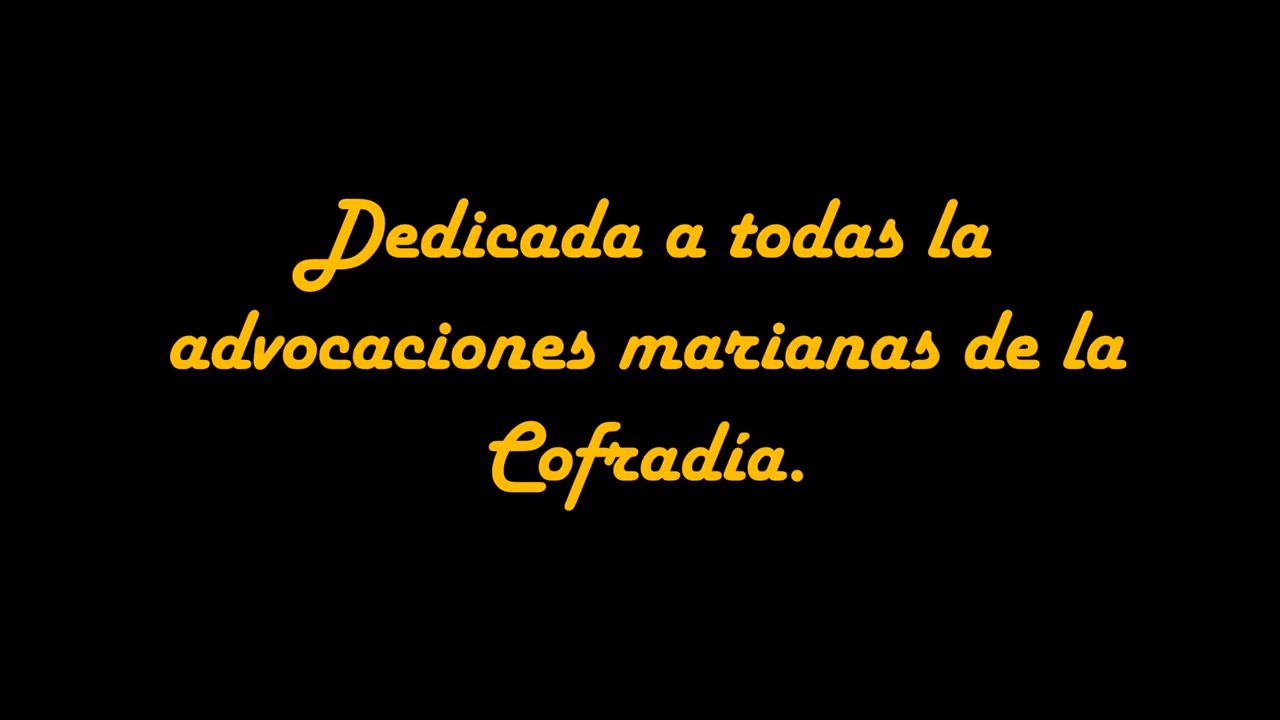 Dedicada a todas la
advocaciones marianas de la
Cofradía.